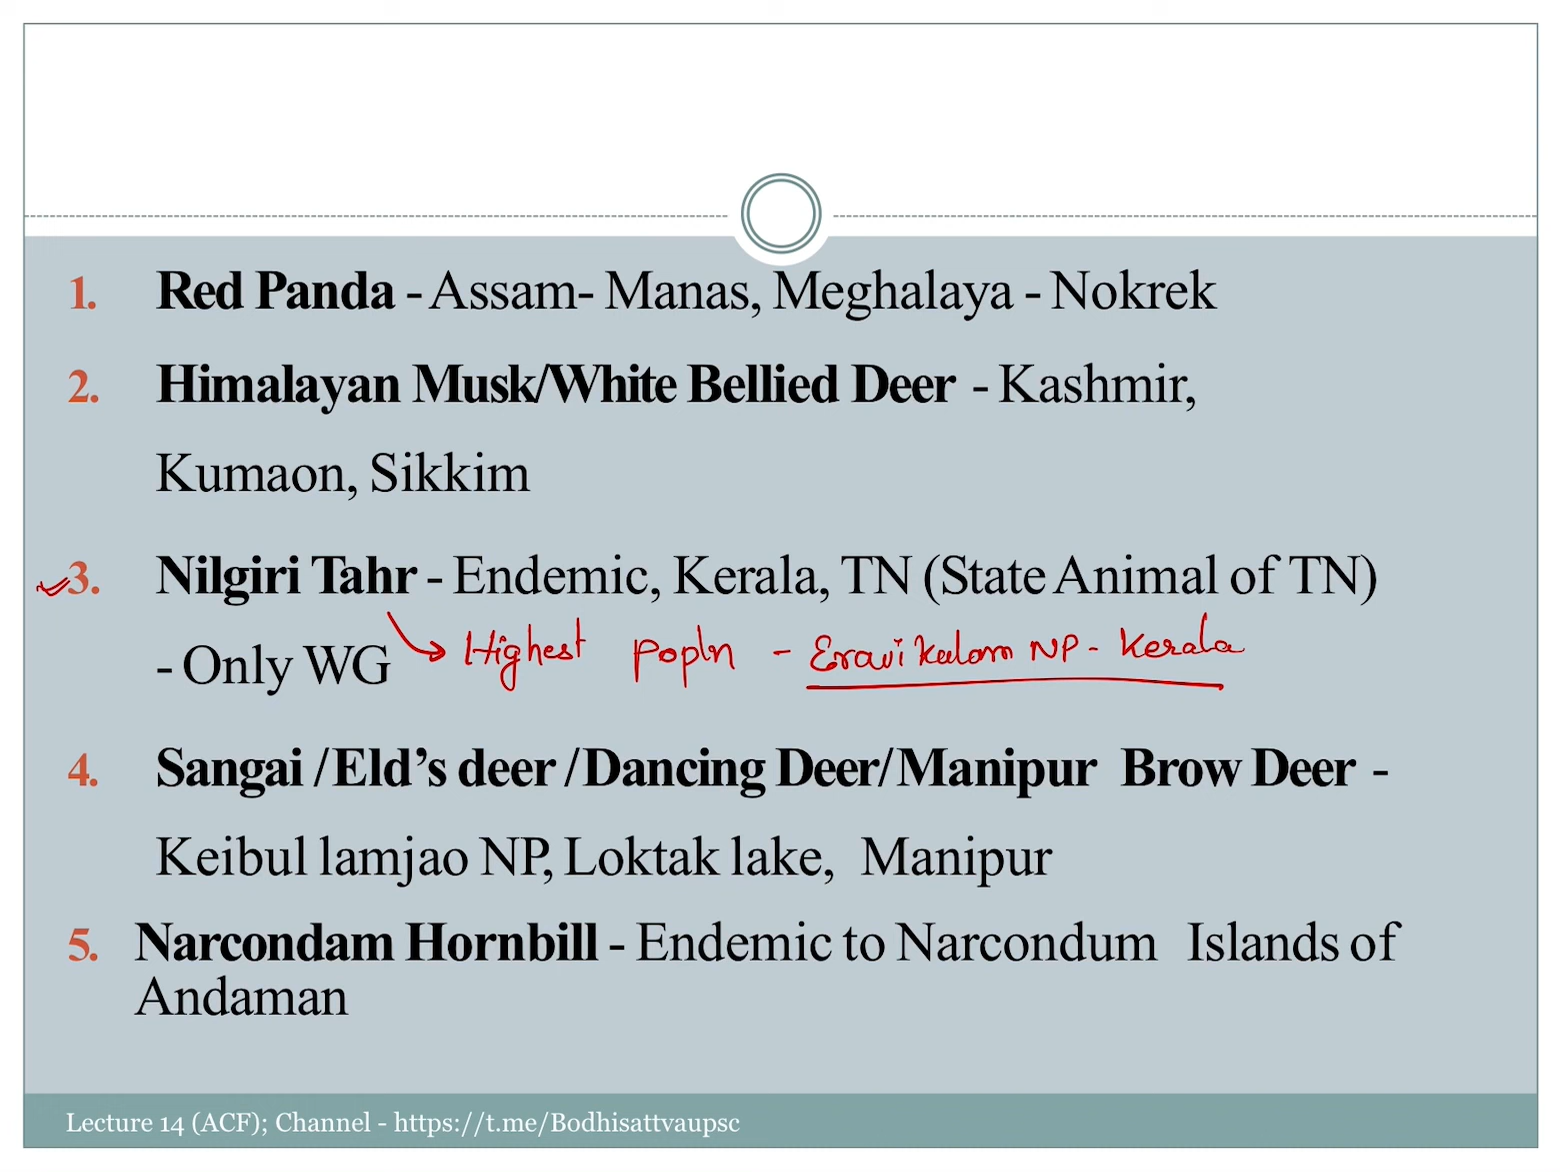 1. Red Panda - Assam- Manas, Meghalaya - Nokrek
2. Himalayan Musk/White Bellied Deer - Kashmir,
Kumaon, Sikkim
3. Nilgiri Tahr - Endemic, Kerala, TN (State Animal of TN)
- Only WG
Highest popln - Eravikulam NP - Kerala
4. Sangai /Eld’s deer /Dancing Deer/Manipur Brow Deer -
Keibul lamjao NP, Loktak lake, Manipur
5. Narcondam Hornbill - Endemic to Narcondum Islands of
Andaman
Lecture 14 (ACF); Channel - https://t.me/Bodhisattvaupsc